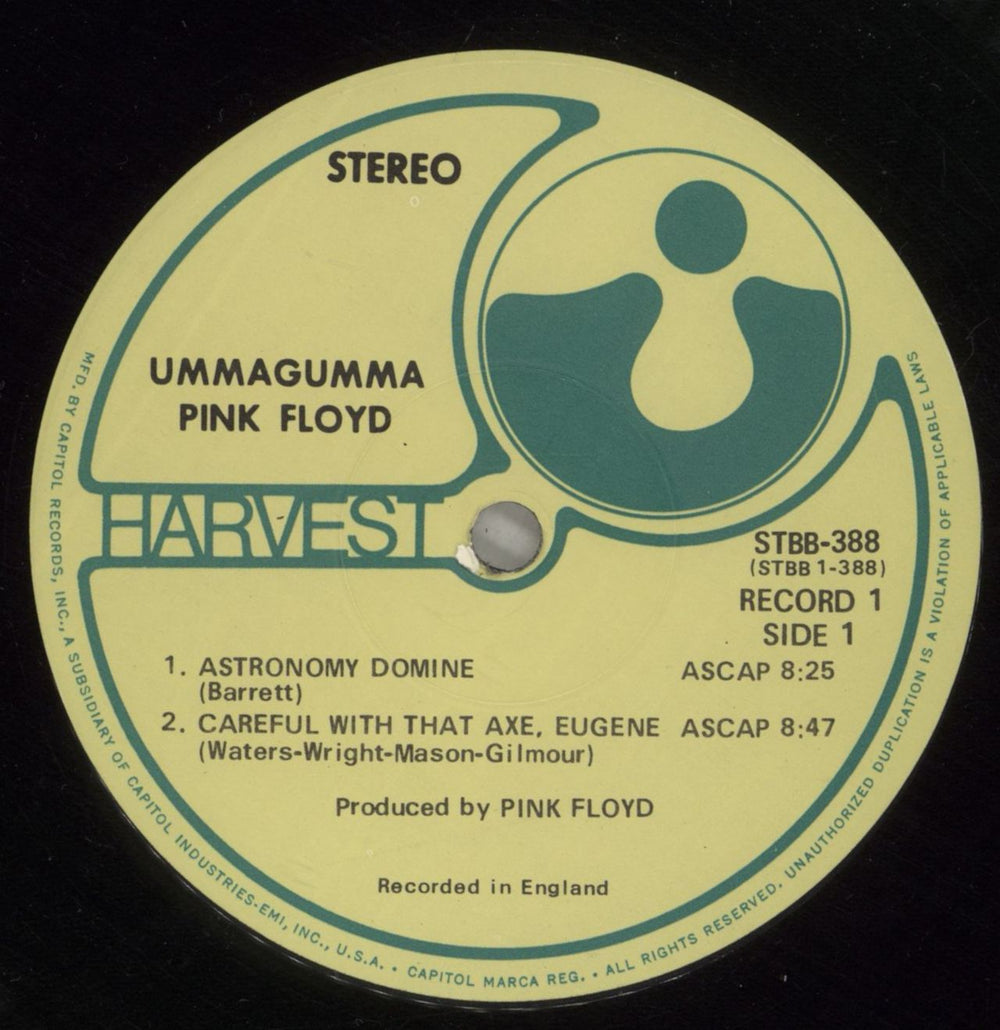 STEREO
UMMAGUMMA
PINK FLOYD
HARVEST
STBB-388
(STBB 1-388)
RECORD 1
SIDE 1
1. ASTRONOMY DOMINE ASCAP 8:25
(Barrett)
2. CAREFUL WITH THAT AXE, EUGENE ASCAP 8:47
(Waters-Wright-Mason-Gilmour)
Produced by PINK FLOYD
Recorded in England
MFD. BY CAPITOL RECORDS, INC., A SUBSIDIARY OF CAPITOL INDUSTRIES-EMI, INC., U.S.A. • CAPITOL MARCA REG. • ALL RIGHTS RESERVED. UNAUTHORIZED DUPLICATION IS A VIOLATION OF APPLICABLE LAWS